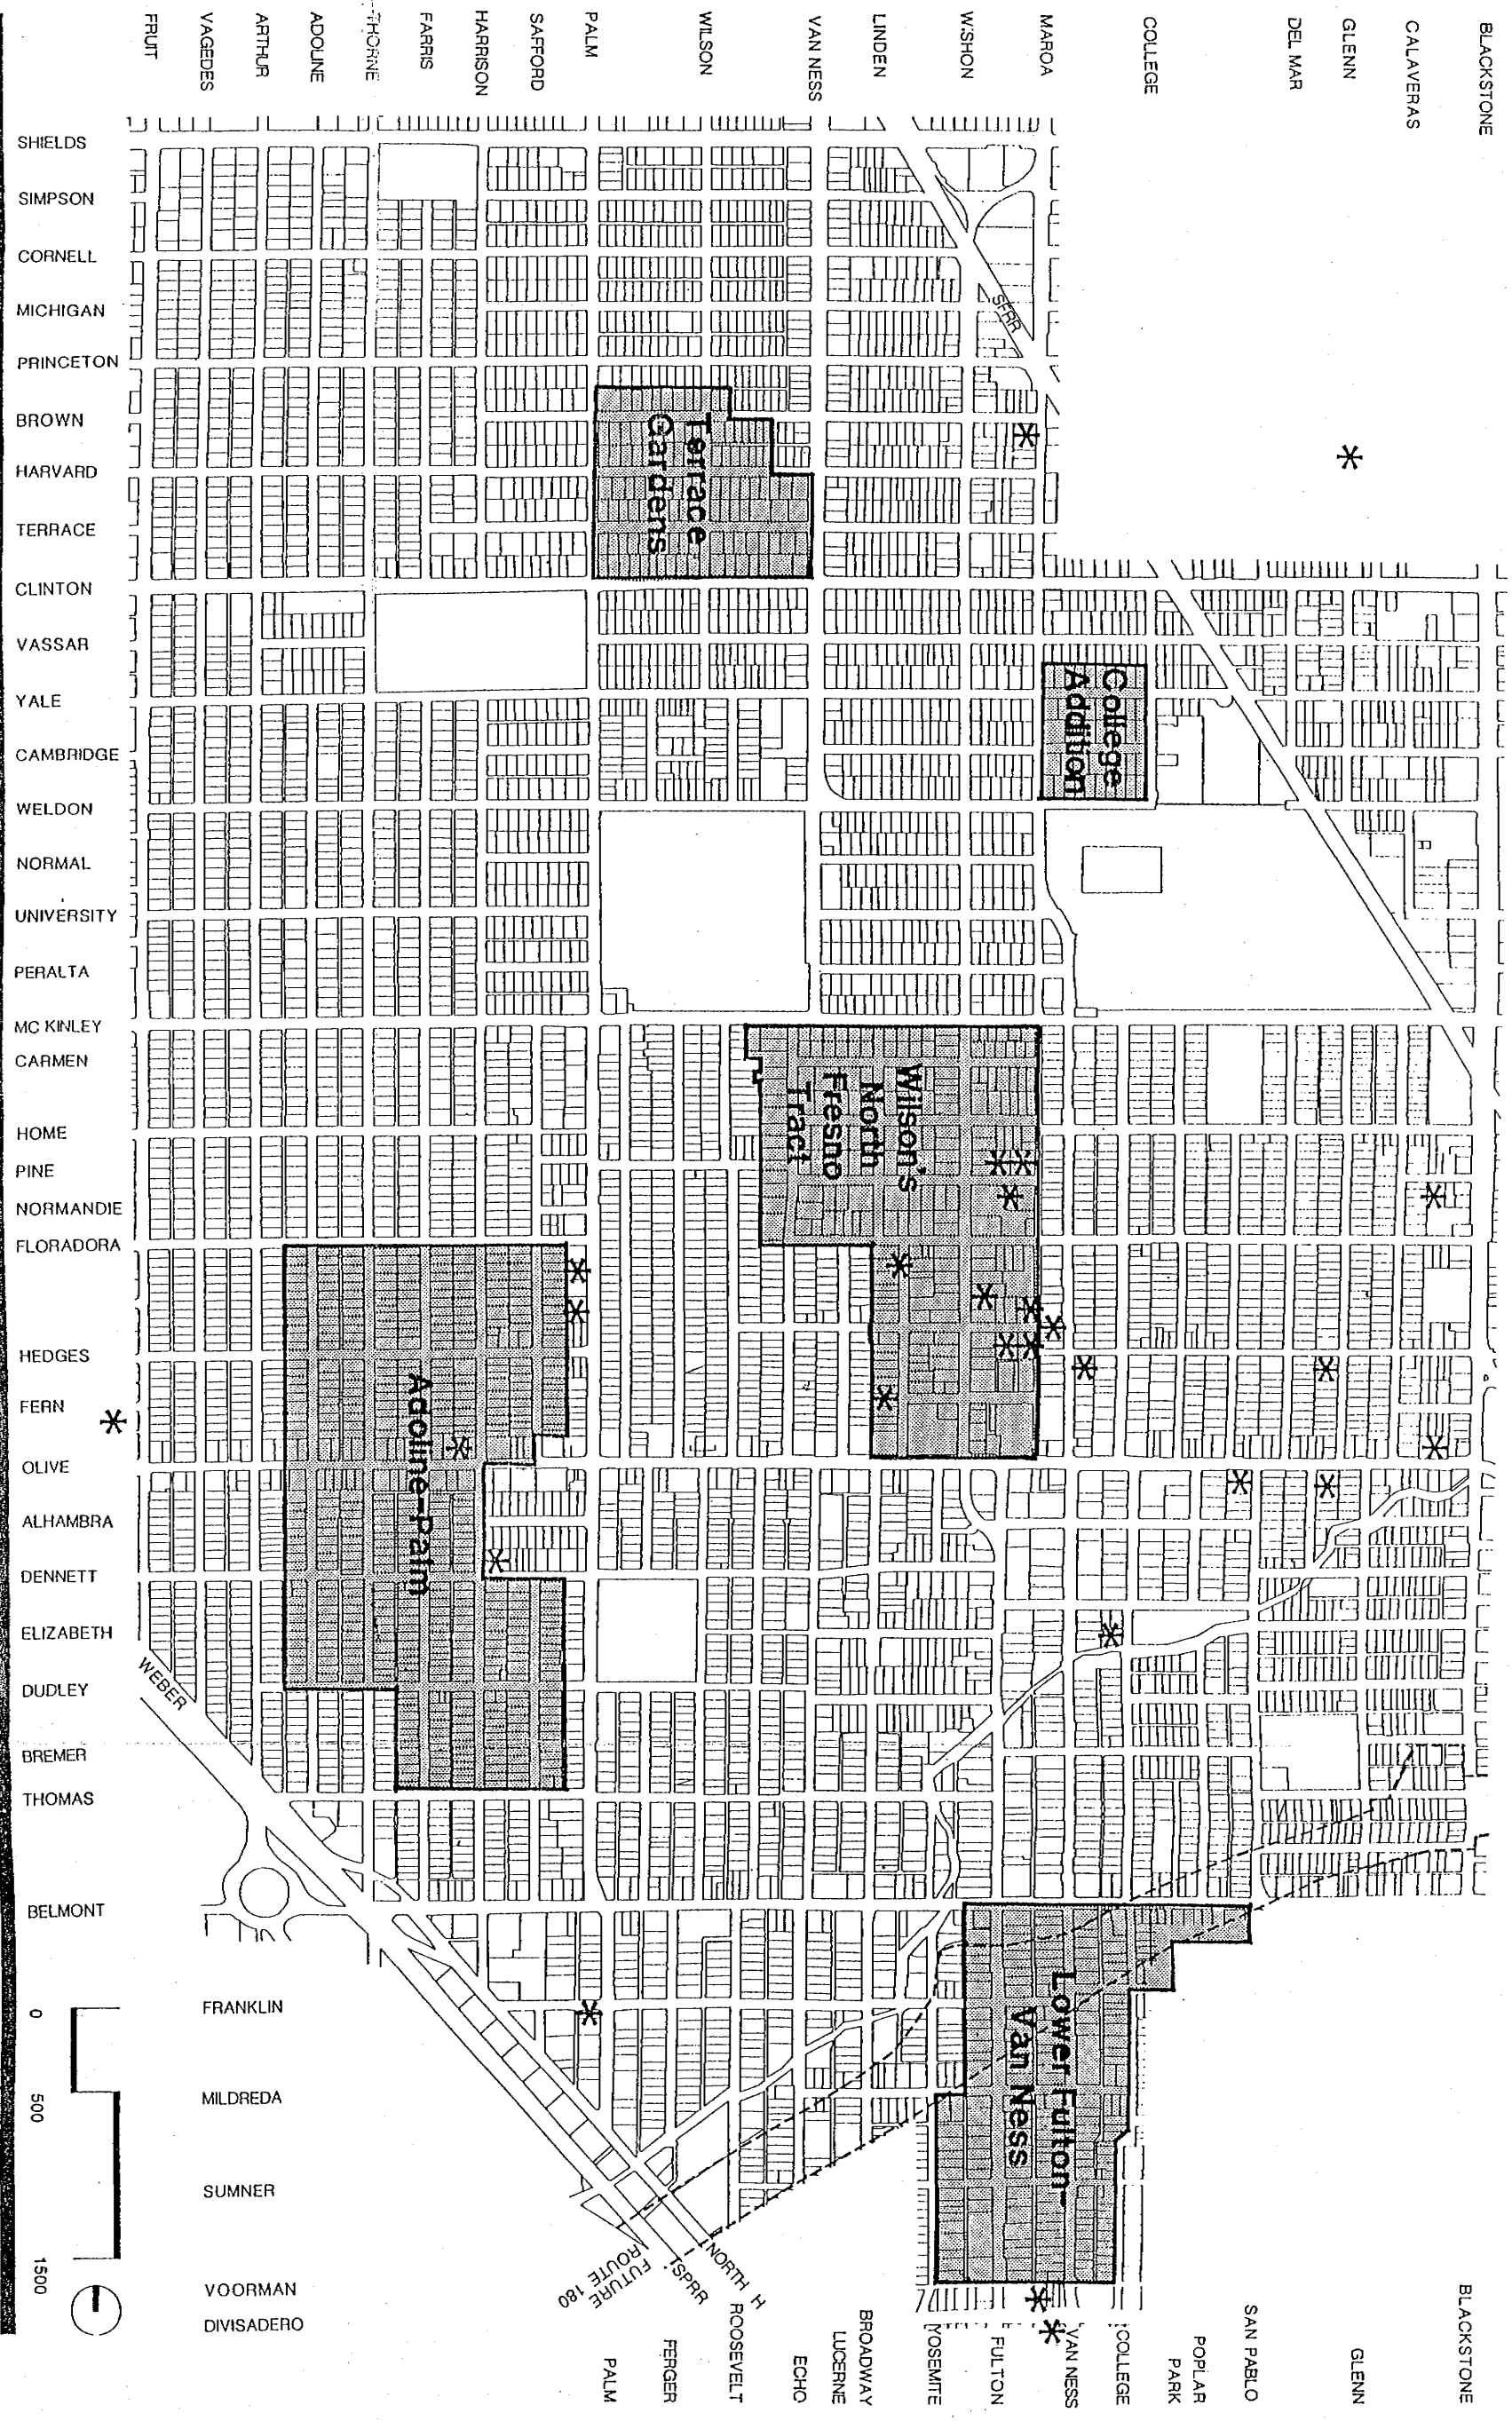 FRUIT
VAGEDES
ARTHUR
ADOLINE
THORNE
FARRIS
HARRISON
SAFFORD
PALM
WILSON
VAN NESS
LINDEN
WISHON
MAROA
COLLEGE
DEL MAR
GLENN
CALAVERAS
BLACKSTONE
SHIELDS
SIMPSON
CORNELL
MICHIGAN
PRINCETON
BROWN
HARVARD
TERRACE
CLINTON
VASSAR
YALE
CAMBRIDGE
WELDON
NORMAL
UNIVERSITY
PERALTA
MC KINLEY
CARMEN
HOME
PINE
NORMANDIE
FLORADORA
HEDGES
FERN
OLIVE
ALHAMBRA
DENNETT
ELIZABETH
DUDLEY
BREMER
THOMAS
BELMONT
FRANKLIN
MILDREDA
SUMNER
VOORMAN
DIVISADERO
SFRR
Terrace
Gardens
College
Addition
Wilson's
North
Fresno
Tract
Adoline-Palm
Lower Fulton-
Van Ness
WEBER
FUTURE
ROUTE 180
SPRR
NORTH H
PALM
FERGER
ROOSEVELT
ECHO
LUCERNE
BROADWAY
YOSEMITE
FULTON
VAN NESS
COLLEGE
PARK
POPLAR
SAN PABLO
GLENN
BLACKSTONE
0
500
1500